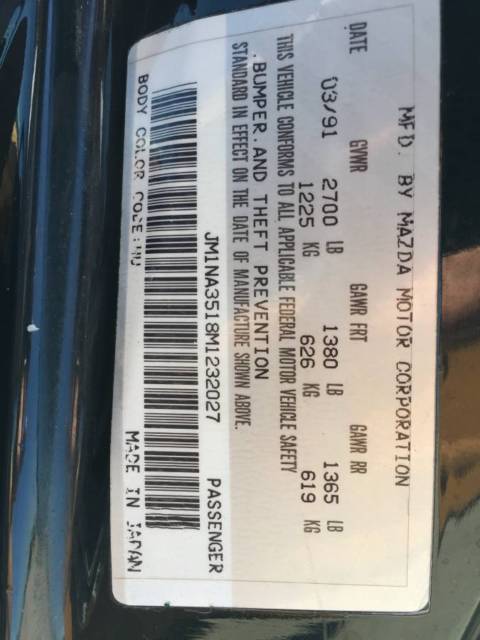 MFD. BY MAZDA MOTOR CORPORATION
DATE GVWR GAWR FRT GAWR RR
03/91 2700 LB 1380 LB 1365 LB
1225 KG 626 KG 619 KG
THIS VEHICLE CONFORMS TO ALL APPLICABLE FEDERAL MOTOR VEHICLE SAFETY
.BUMPER.AND THEFT PREVENTION
STANDARD IN EFFECT ON THE DATE OF MANUFACTURE SHOWN ABOVE.
JM1NA3518M1232027 PASSENGER
BODY COLOR CODE: MADE IN JAPAN